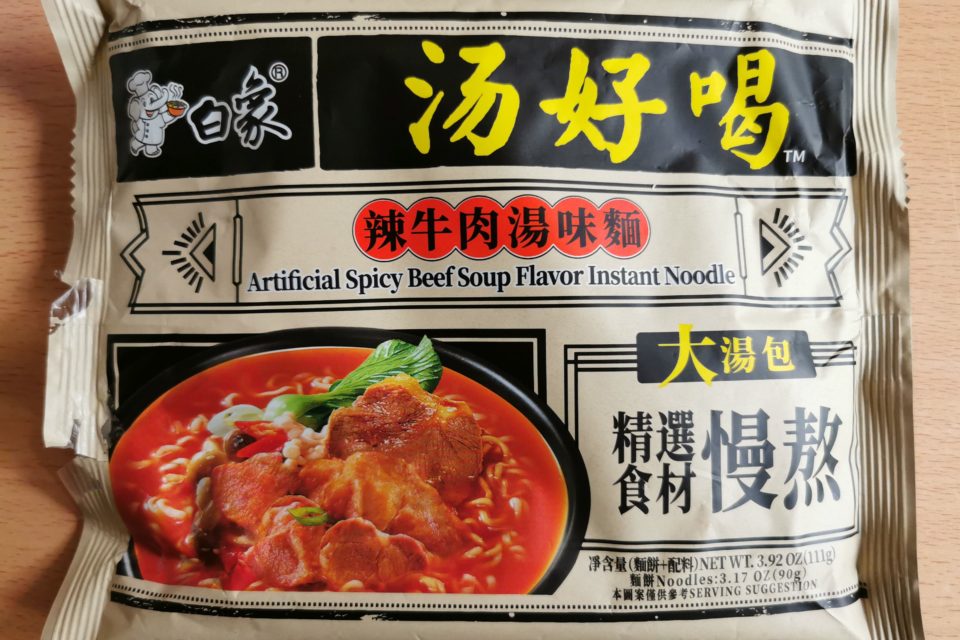 白象®
汤好喝™
辣牛肉湯味麵
Artificial Spicy Beef Soup Flavor Instant Noodle
大湯包
精選食材 慢熬
淨含量(麵餅+配料)NET WT. 3.92 OZ(111g)
麵餅Noodles:3.17 OZ(90g)
本圖案僅供參考SERVING SUGGESTION